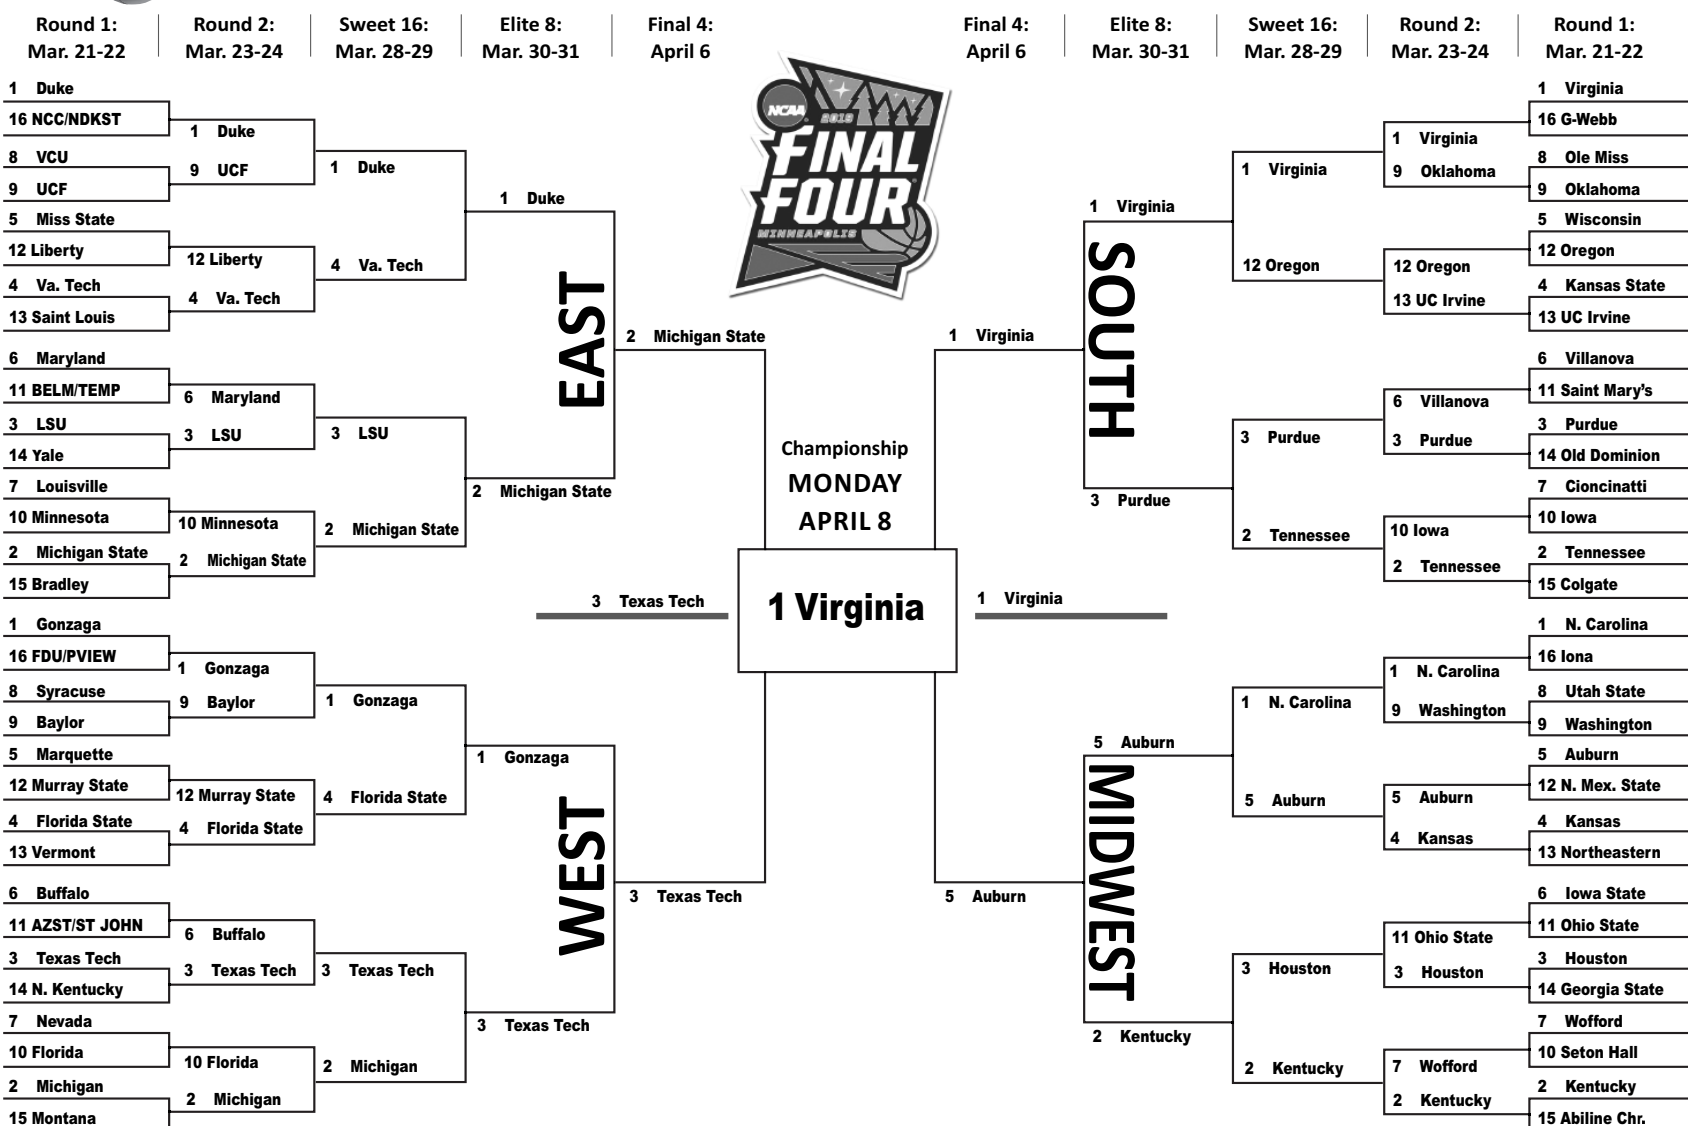 Round 1:
Mar. 21-22
Round 2:
Mar. 23-24
Sweet 16:
Mar. 28-29
Elite 8:
Mar. 30-31
Final 4:
April 6
Final 4:
April 6
Elite 8:
Mar. 30-31
Sweet 16:
Mar. 28-29
Round 2:
Mar. 23-24
Round 1:
Mar. 21-22
1 Duke
16 NCC/NDKST
8 VCU
9 UCF
5 Miss State
12 Liberty
4 Va. Tech
13 Saint Louis
6 Maryland
11 BELM/TEMP
3 LSU
14 Yale
7 Louisville
10 Minnesota
2 Michigan State
15 Bradley
1 Duke
9 UCF
12 Liberty
4 Va. Tech
6 Maryland
3 LSU
10 Minnesota
2 Michigan State
1 Duke
4 Va. Tech
3 LSU
2 Michigan State
1 Duke
2 Michigan State
EAST
2 Michigan State
1 Gonzaga
16 FDU/PVIEW
8 Syracuse
9 Baylor
5 Marquette
12 Murray State
4 Florida State
13 Vermont
6 Buffalo
11 AZST/ST JOHN
3 Texas Tech
14 N. Kentucky
7 Nevada
10 Florida
2 Michigan
15 Montana
1 Gonzaga
9 Baylor
12 Murray State
4 Florida State
6 Buffalo
3 Texas Tech
10 Florida
2 Michigan
1 Gonzaga
4 Florida State
3 Texas Tech
2 Michigan
1 Gonzaga
3 Texas Tech
WEST
3 Texas Tech
NCAA
2019
FINAL
FOUR
MINNEAPOLIS
Championship
MONDAY
APRIL 8
3 Texas Tech
1 Virginia
1 Virginia
1 Virginia
SOUTH
1 Virginia
3 Purdue
1 Virginia
12 Oregon
3 Purdue
2 Tennessee
1 Virginia
9 Oklahoma
12 Oregon
13 UC Irvine
6 Villanova
3 Purdue
10 Iowa
2 Tennessee
1 Virginia
16 G-Webb
8 Ole Miss
9 Oklahoma
5 Wisconsin
12 Oregon
4 Kansas State
13 UC Irvine
6 Villanova
11 Saint Mary’s
3 Purdue
14 Old Dominion
7 Cioncinatti
10 Iowa
2 Tennessee
15 Colgate
5 Auburn
MIDWEST
5 Auburn
2 Kentucky
1 N. Carolina
5 Auburn
3 Houston
2 Kentucky
1 N. Carolina
9 Washington
5 Auburn
4 Kansas
11 Ohio State
3 Houston
7 Wofford
2 Kentucky
1 N. Carolina
16 Iona
8 Utah State
9 Washington
5 Auburn
12 N. Mex. State
4 Kansas
13 Northeastern
6 Iowa State
11 Ohio State
3 Houston
14 Georgia State
7 Wofford
10 Seton Hall
2 Kentucky
15 Abiline Chr.